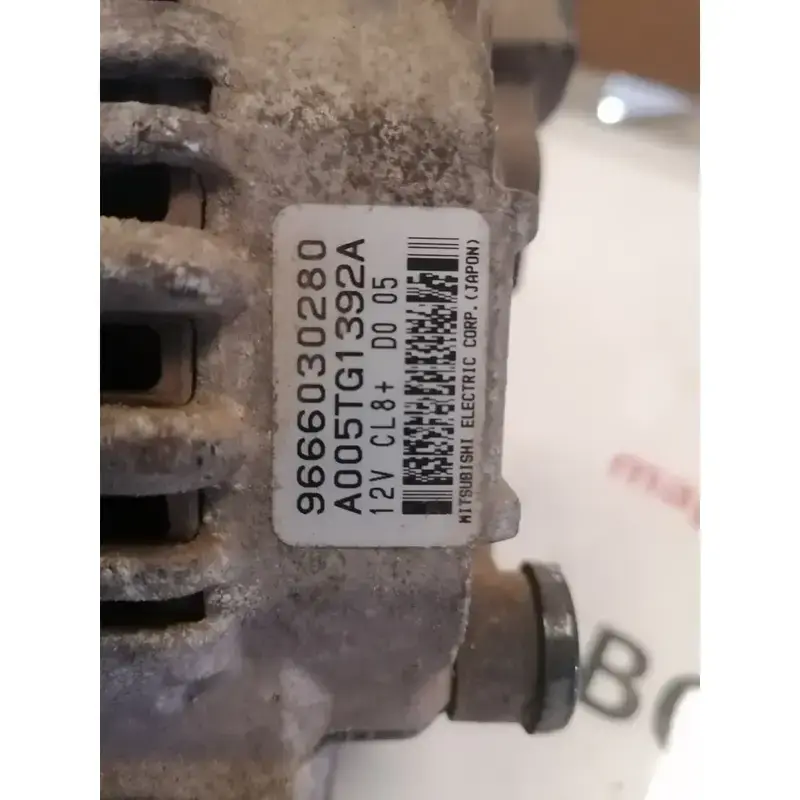 9666030280
A005TG1392A
12V CL8+ D0 05
MITSUBISHI ELECTRIC CORP.(JAPON)